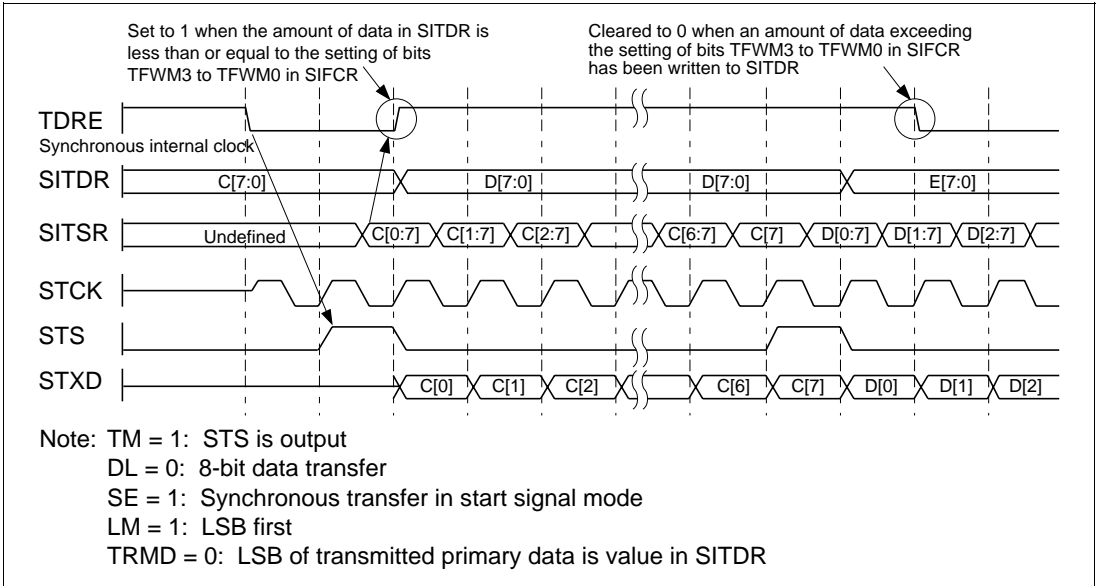 Set to 1 when the amount of data in SITDR is
less than or equal to the setting of bits
TFWM3 to TFWM0 in SIFCR
Cleared to 0 when an amount of data exceeding
the setting of bits TFWM3 to TFWM0 in SIFCR
has been written to SITDR
TDRE
Synchronous internal clock
SITDR C[7:0] D[7:0] D[7:0] E[7:0]
SITSR Undefined C[0:7] C[1:7] C[2:7] C[6:7] C[7] D[0:7] D[1:7] D[2:7]
STCK
STS
STXD C[0] C[1] C[2] C[6] C[7] D[0] D[1] D[2]
Note: TM = 1: STS is output
DL = 0: 8-bit data transfer
SE = 1: Synchronous transfer in start signal mode
LM = 1: LSB first
TRMD = 0: LSB of transmitted primary data is value in SITDR